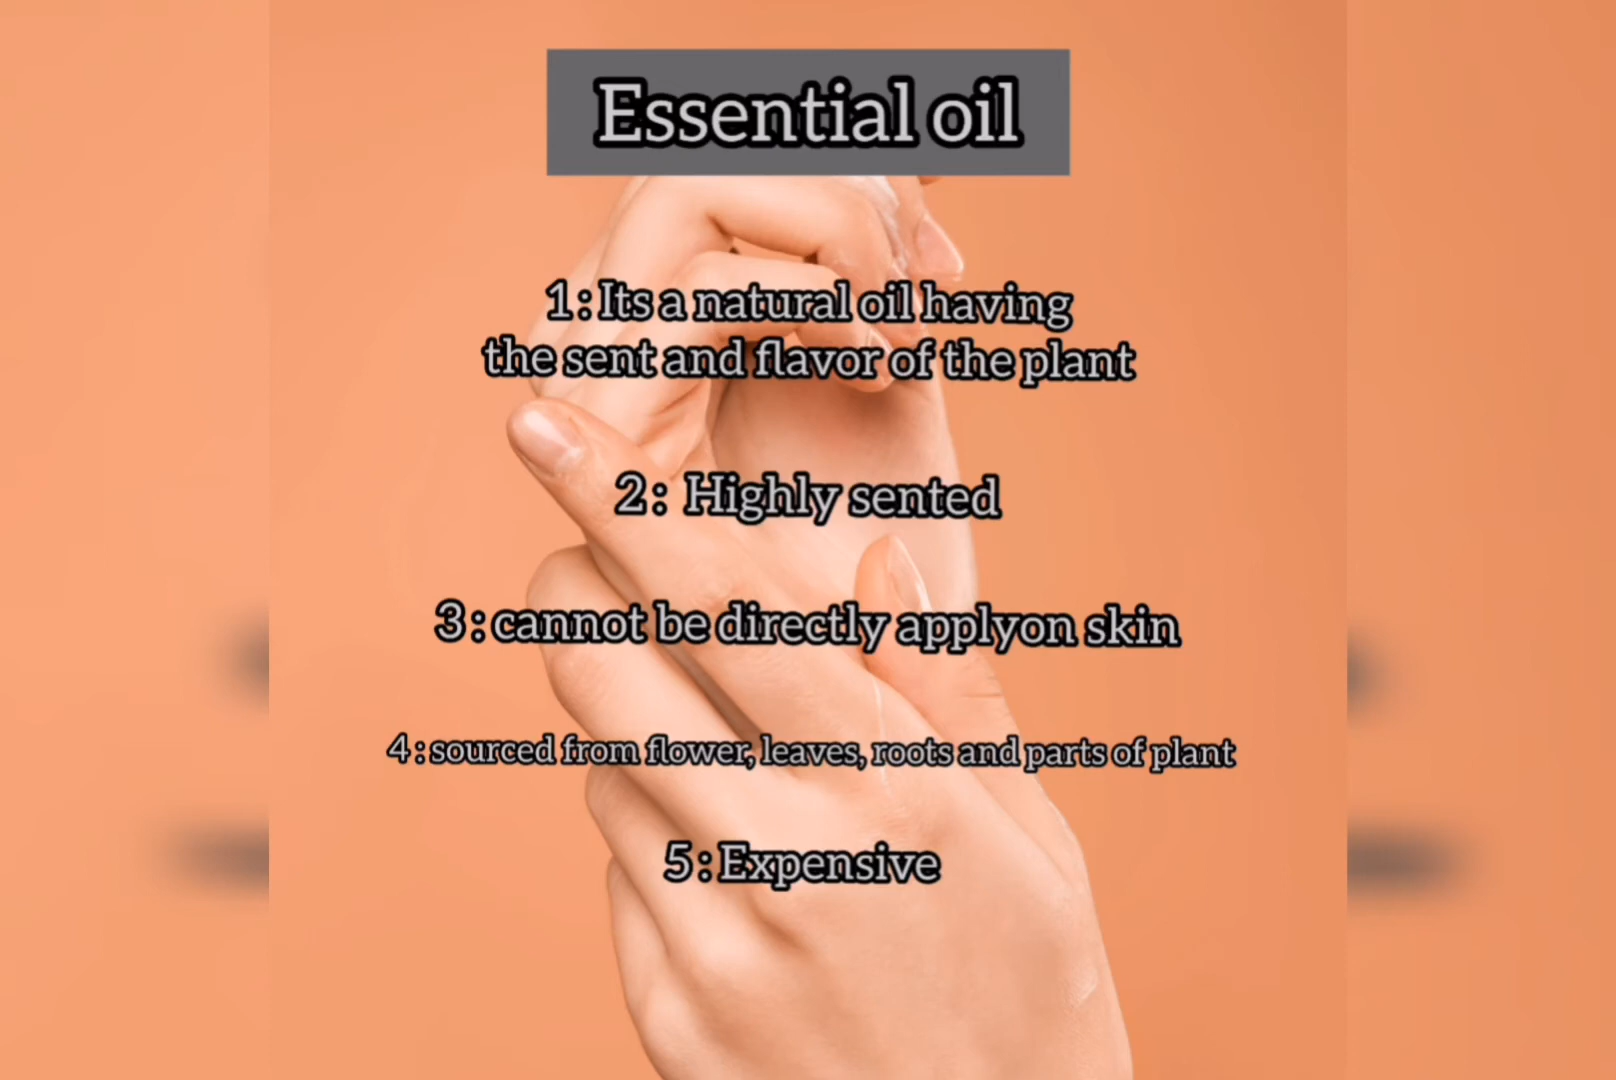 Essential oil
1: Its a natural oil having
the sent and flavor of the plant
2: Highly sented
3: cannot be directly applyon skin
4: sourced from flower, leaves, roots and parts of plant
5: Expensive